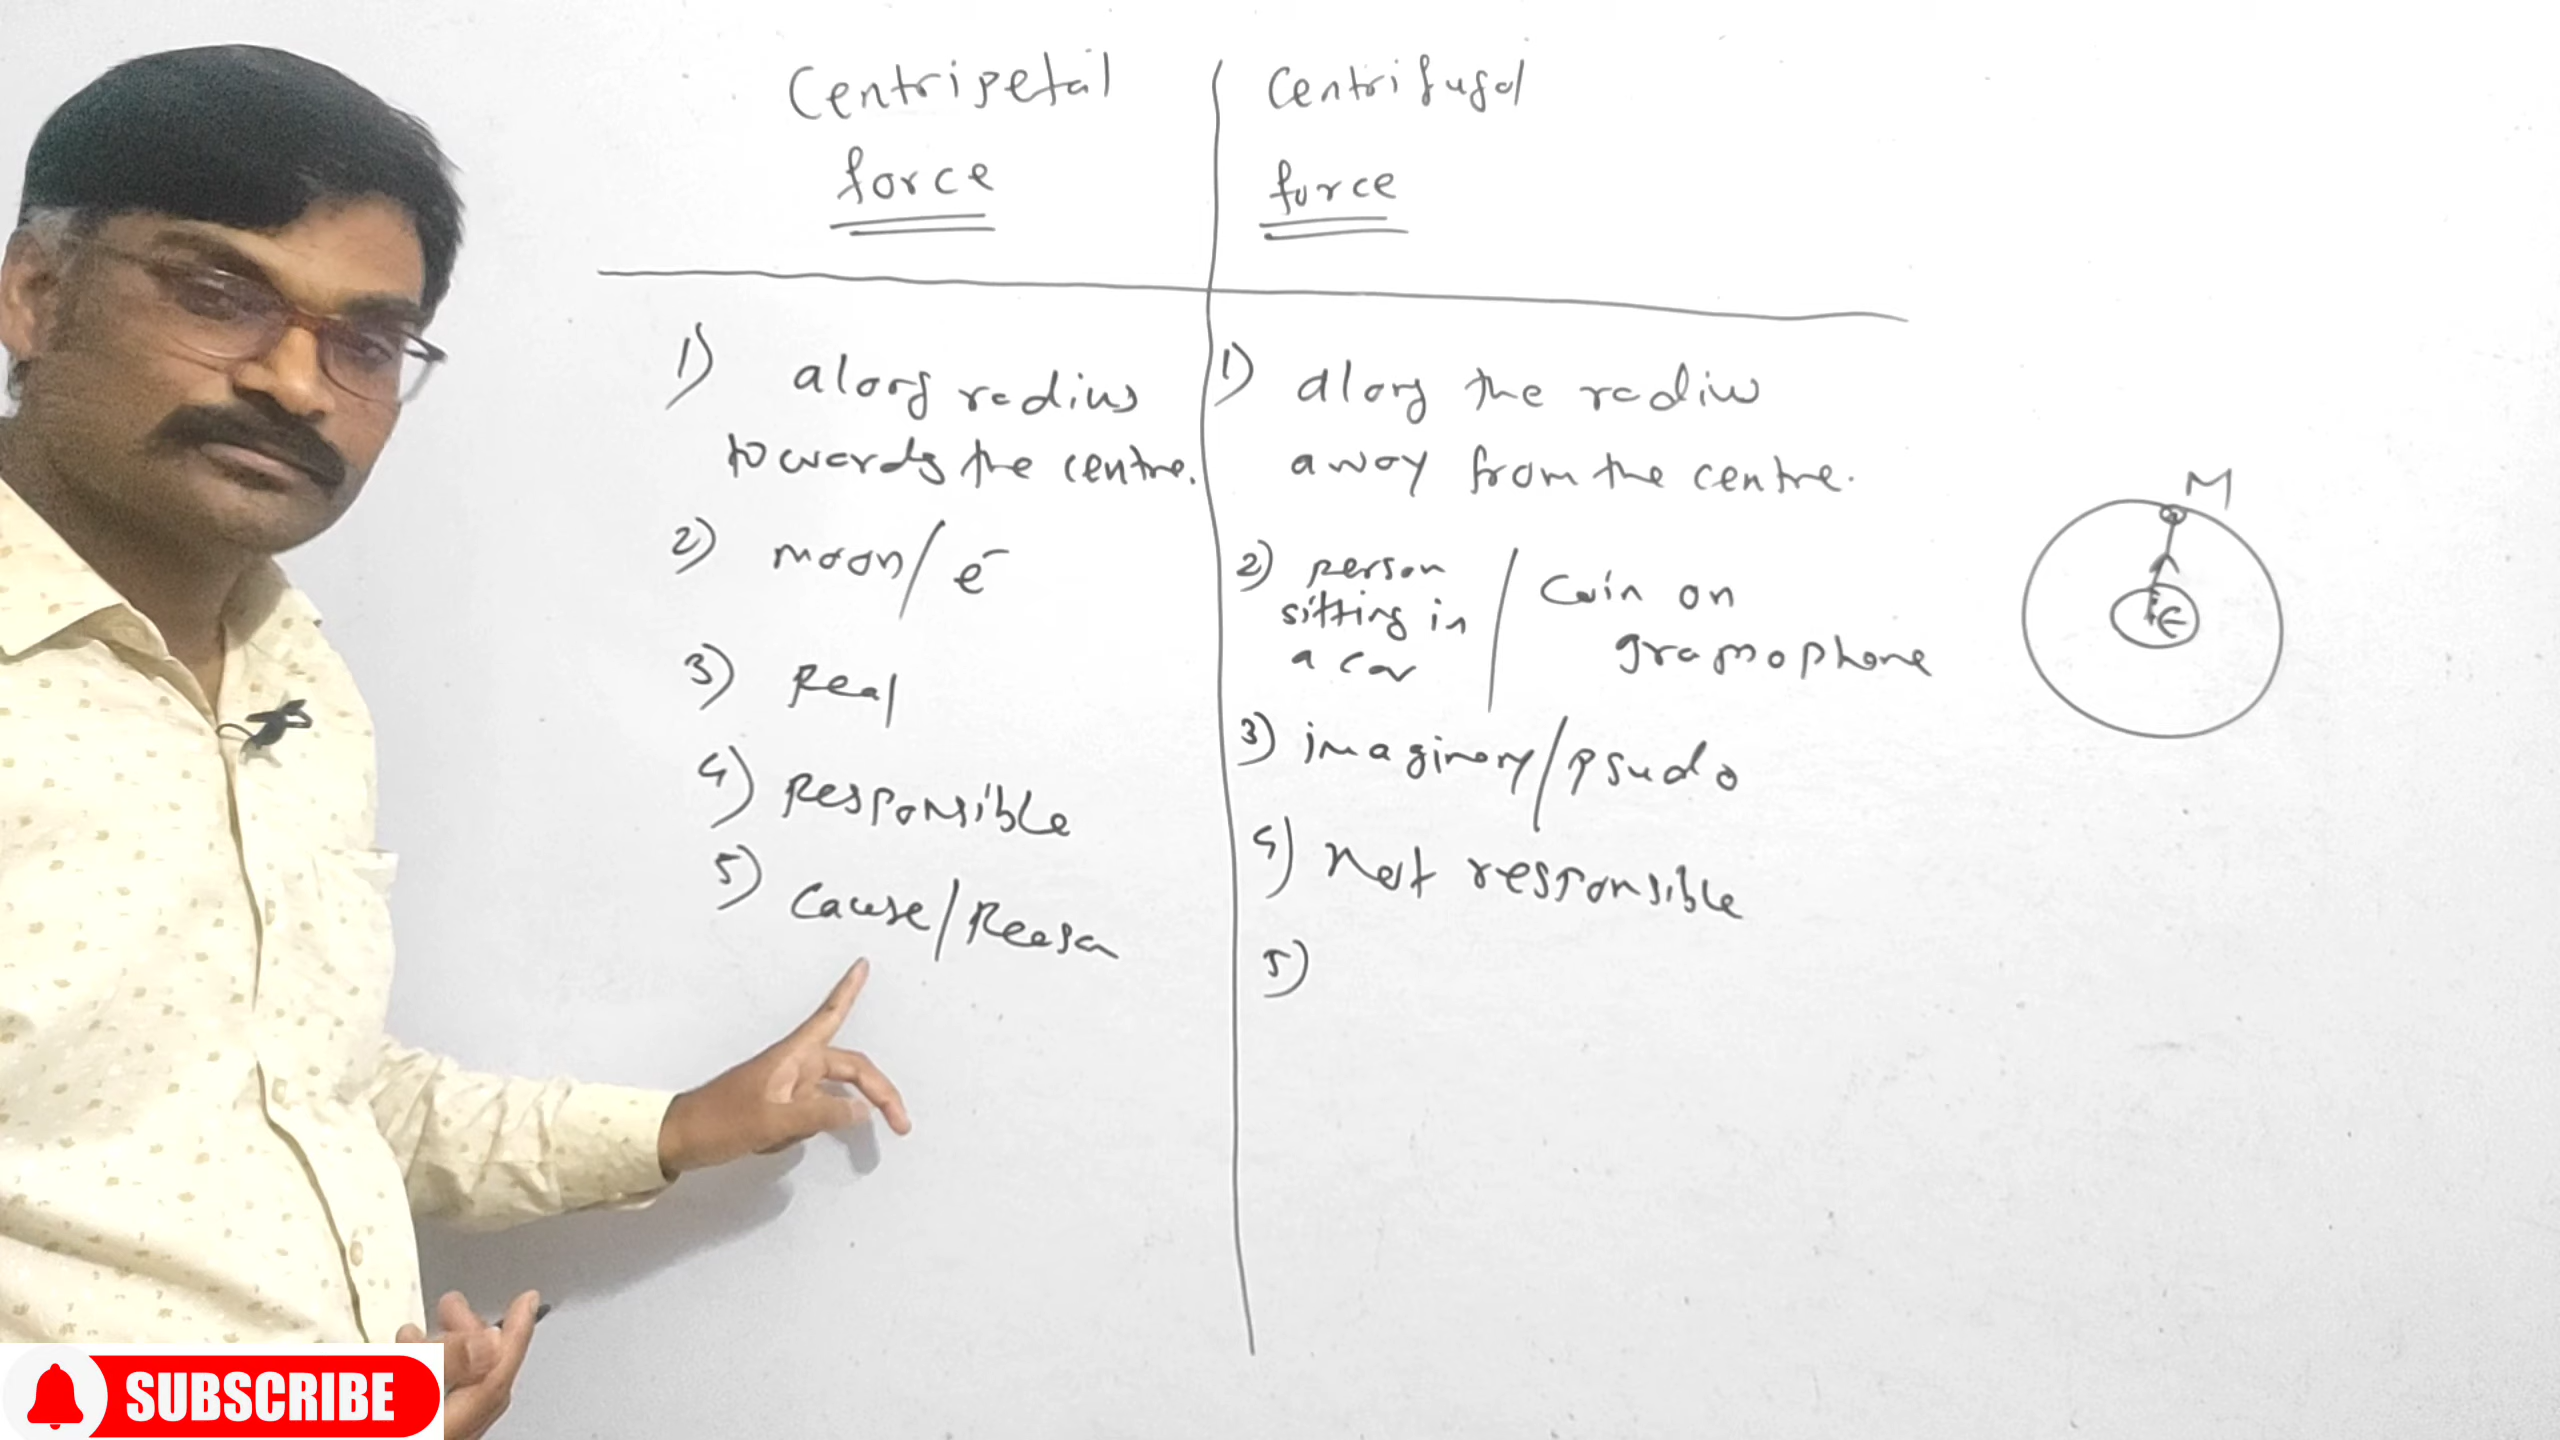 Centripetal
force
1) along radius
towards the centre.
2) moon/e-
3) Real
4) Responsible
5) Cause/Reason
Centrifugal
force
1) along the radius
away from the centre.
2) person
sitting in
a car
/ Coin on
gramophone
3) imaginary/psudo
4) Not responsible
5)
M
E
SUBSCRIBE